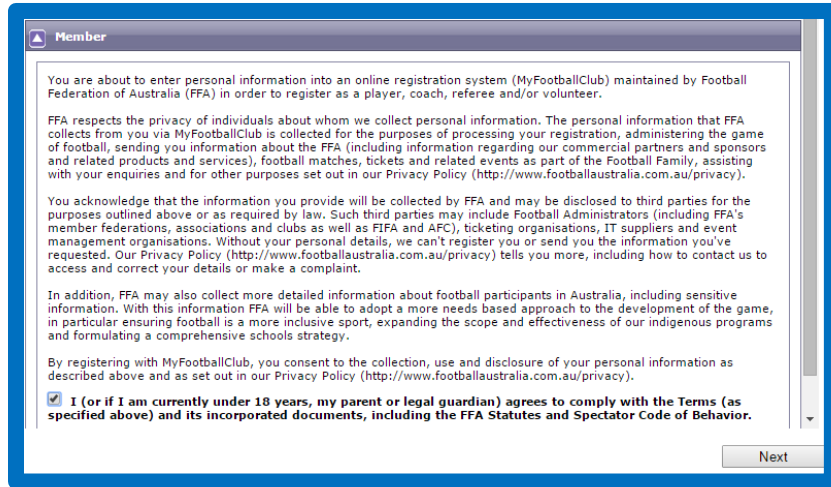 Member
You are about to enter personal information into an online registration system (MyFootballClub) maintained by Football
Federation of Australia (FFA) in order to register as a player, coach, referee and/or volunteer.
FFA respects the privacy of individuals about whom we collect personal information. The personal information that FFA
collects from you via MyFootballClub is collected for the purposes of processing your registration, administering the game
of football, sending you information about the FFA (including information regarding our commercial partners and sponsors
and related products and services), football matches, tickets and related events as part of the Football Family, assisting
with your enquiries and for other purposes set out in our Privacy Policy (http://www.footballaustralia.com.au/privacy).
You acknowledge that the information you provide will be collected by FFA and may be disclosed to third parties for the
purposes outlined above or as required by law. Such third parties may include Football Administrators (including FFA's
member federations, associations and clubs as well as FIFA and AFC), ticketing organisations, IT suppliers and event
management organisations. Without your personal details, we can't register you or send you the information you've
requested. Our Privacy Policy (http://www.footballaustralia.com.au/privacy) tells you more, including how to contact us to
access and correct your details or make a complaint.
In addition, FFA may also collect more detailed information about football participants in Australia, including sensitive
information. With this information FFA will be able to adopt a more needs based approach to the development of the game,
in particular ensuring football is a more inclusive sport, expanding the scope and effectiveness of our indigenous programs
and formulating a comprehensive schools strategy.
By registering with MyFootballClub, you consent to the collection, use and disclosure of your personal information as
described above and as set out in our Privacy Policy (http://www.footballaustralia.com.au/privacy).
I (or if I am currently under 18 years, my parent or legal guardian) agrees to comply with the Terms (as
specified above) and its incorporated documents, including the FFA Statutes and Spectator Code of Behavior.
Next